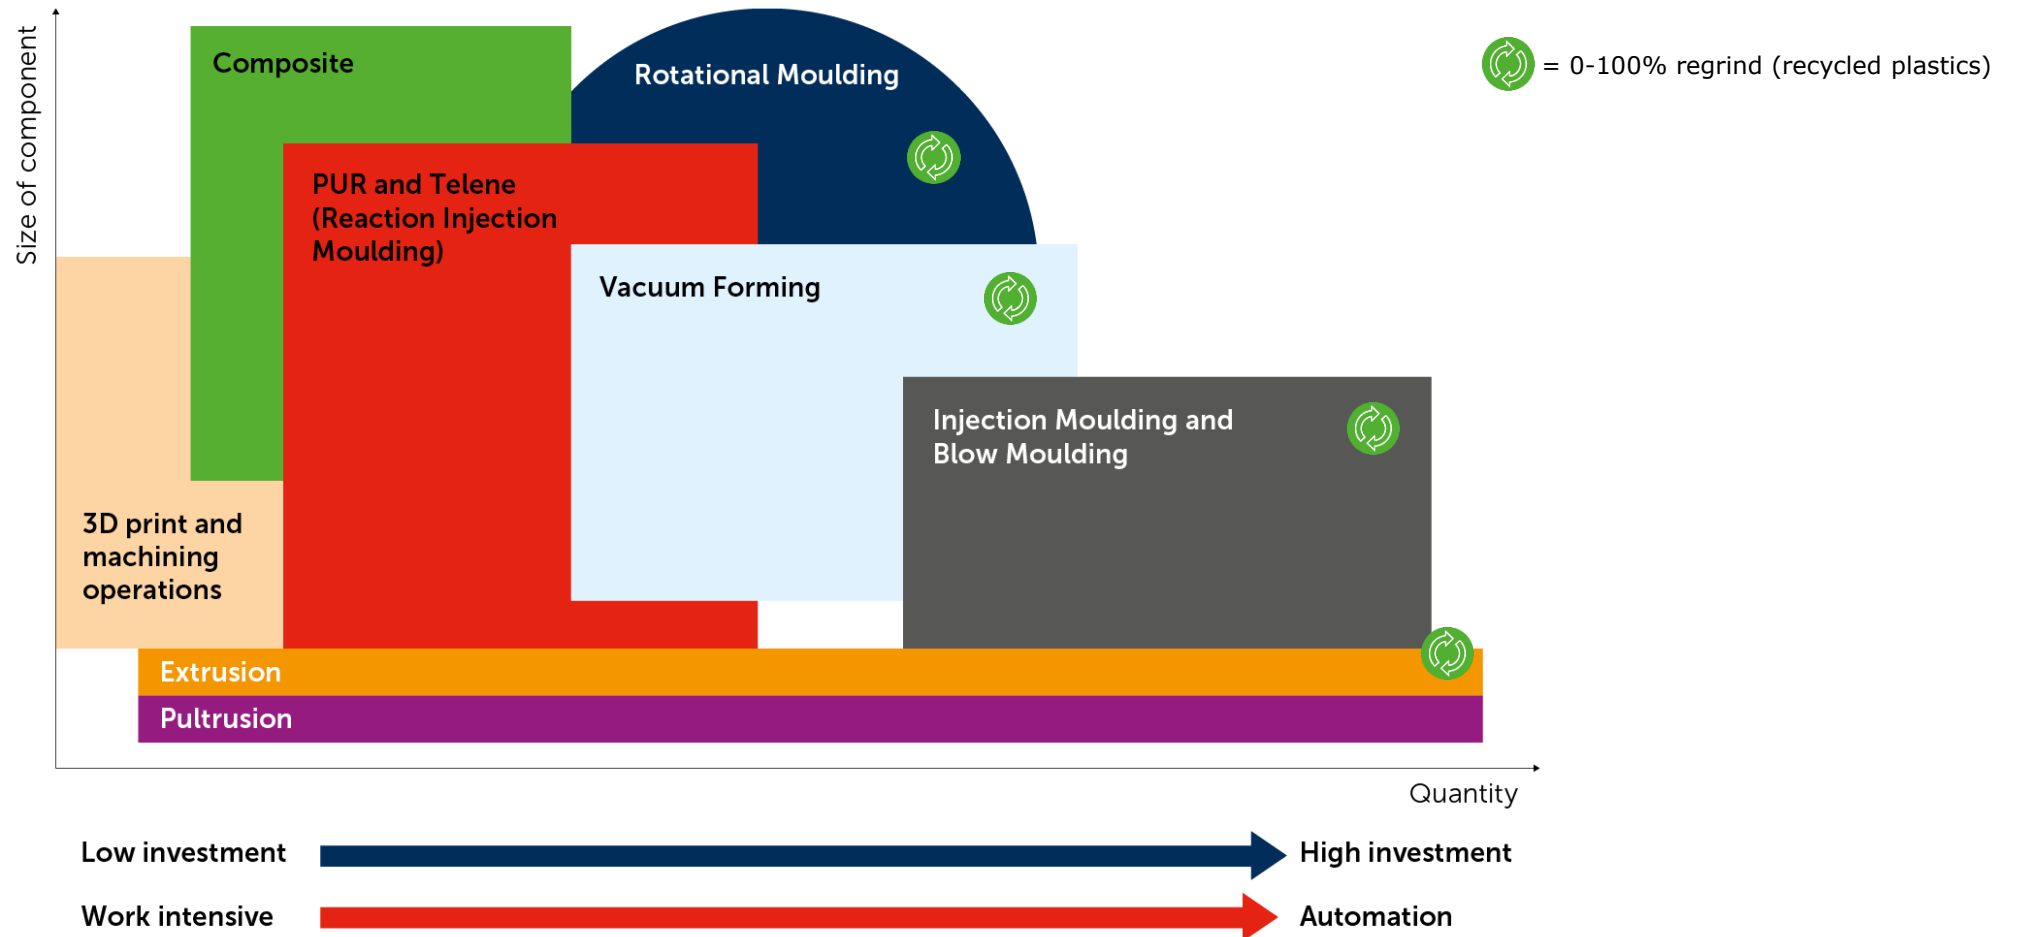 Size of component
Composite
Rotational Moulding
= 0-100% regrind (recycled plastics)
PUR and Telene
(Reaction Injection
Moulding)
Vacuum Forming
Injection Moulding and
Blow Moulding
3D print and
machining
operations
Extrusion
Pultrusion
Quantity
Low investment
High investment
Work intensive
Automation